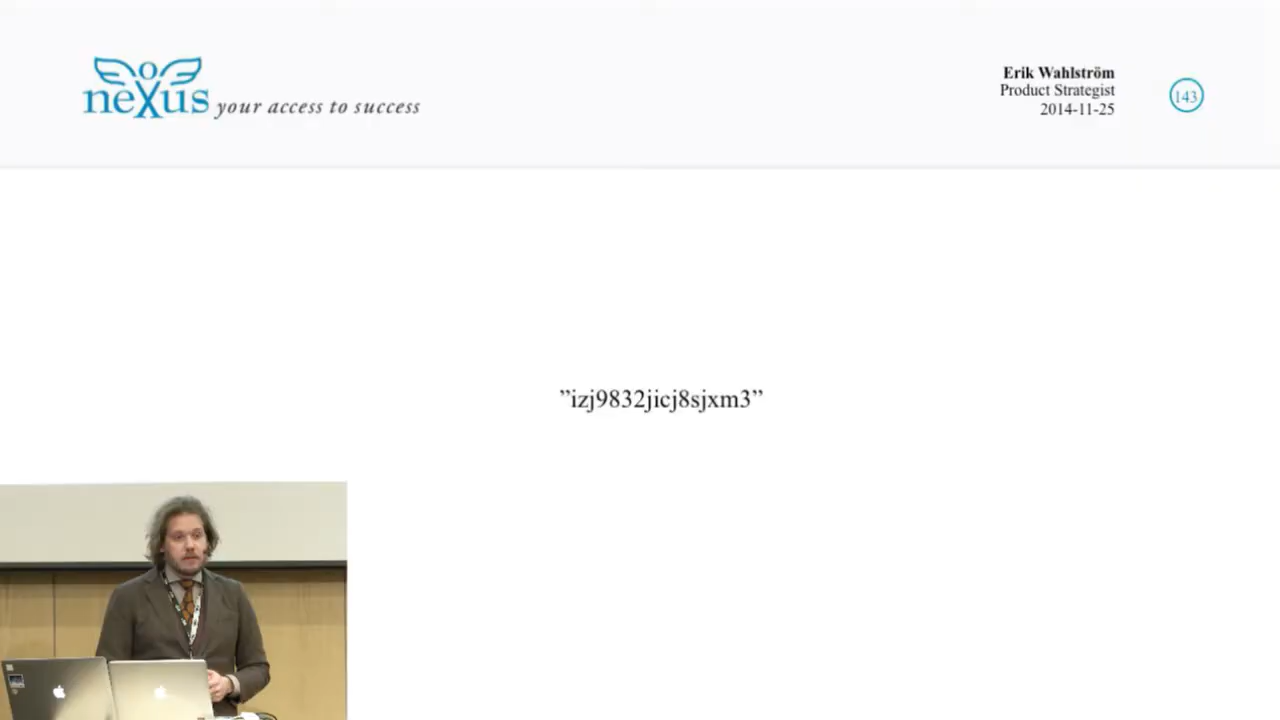 nexus your access to success
Erik Wahlström
Product Strategist
2014-11-25
143
”izj9832jicj8sjxm3”